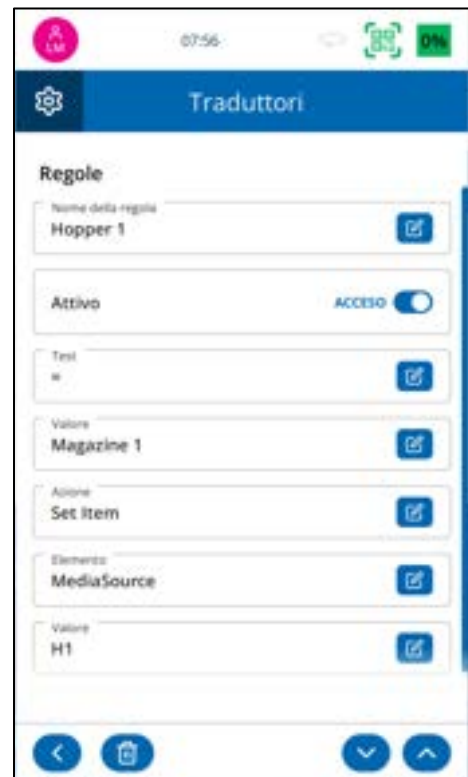 LM
07:56
0%
Traduttori
Regole
Nome della regola
Hopper 1
Attivo
ACCESO
Test
=
Valore
Magazine 1
Azione
Set Item
Elemento
MediaSource
Valore
H1